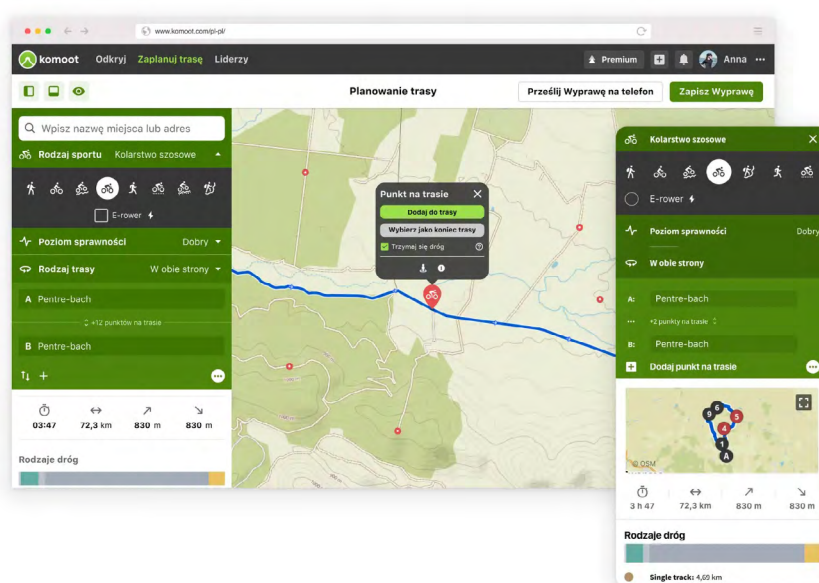 www.komoot.com/pl-pl/
komoot Odkryj Zaplanuj trasę Liderzy Premium Anna
Planowanie trasy Prześlij Wyprawę na telefon Zapisz Wyprawę
Wpisz nazwę miejsca lub adres
Rodzaj sportu Kolarstwo szosowe
E-rower
Poziom sprawności Dobry
Rodzaj trasy W obie strony
A Pentre-bach
+12 punktów na trasie
B Pentre-bach
03:47 72,3 km 830 m 830 m
Rodzaje dróg
Punkt na trasie
Dodaj do trasy
Wybierz jako koniec trasy
Trzymaj się dróg
Kolarstwo szosowe
E-rower
Poziom sprawności Dobry
W obie strony
A: Pentre-bach
+2 punkty na trasie
B: Pentre-bach
Dodaj punkt na trasie
9 6 5
4
1
A
© OSM
3 h 47 72,3 km 830 m 830 m
Rodzaje dróg
Single track: 4,69 km